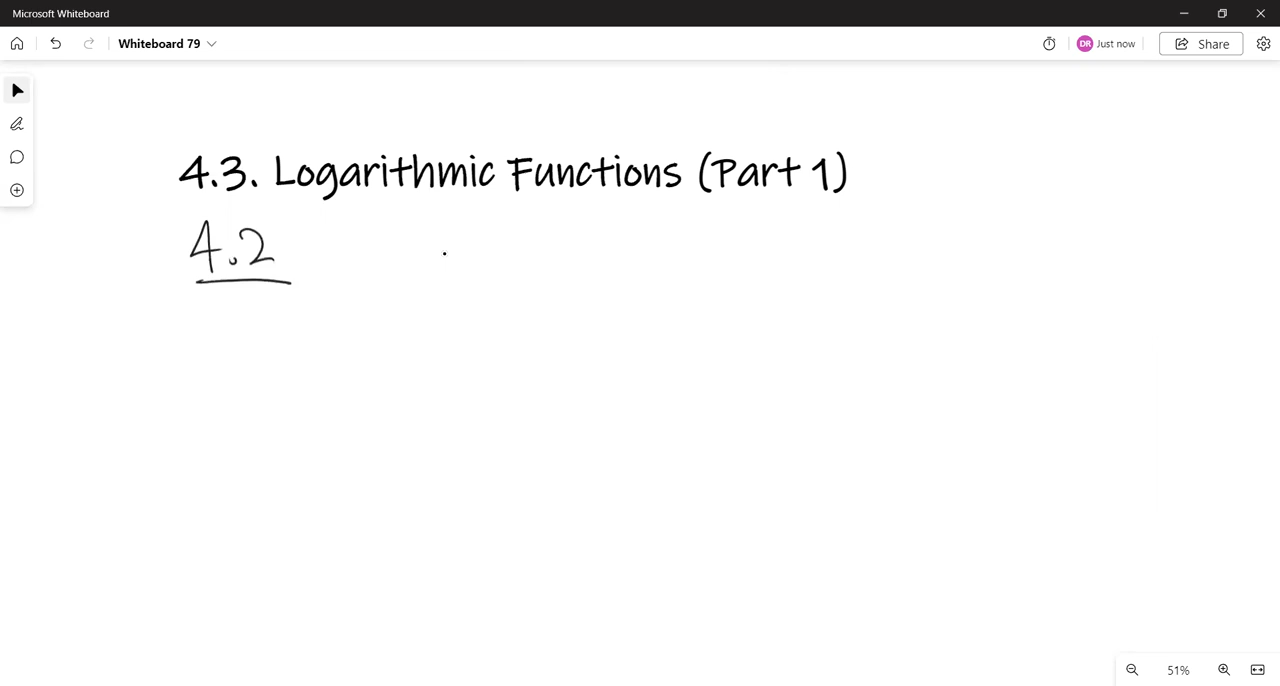 Microsoft Whiteboard
Whiteboard 79
DR Just now
Share
4.3. Logarithmic Functions (Part 1)
4.2
51%